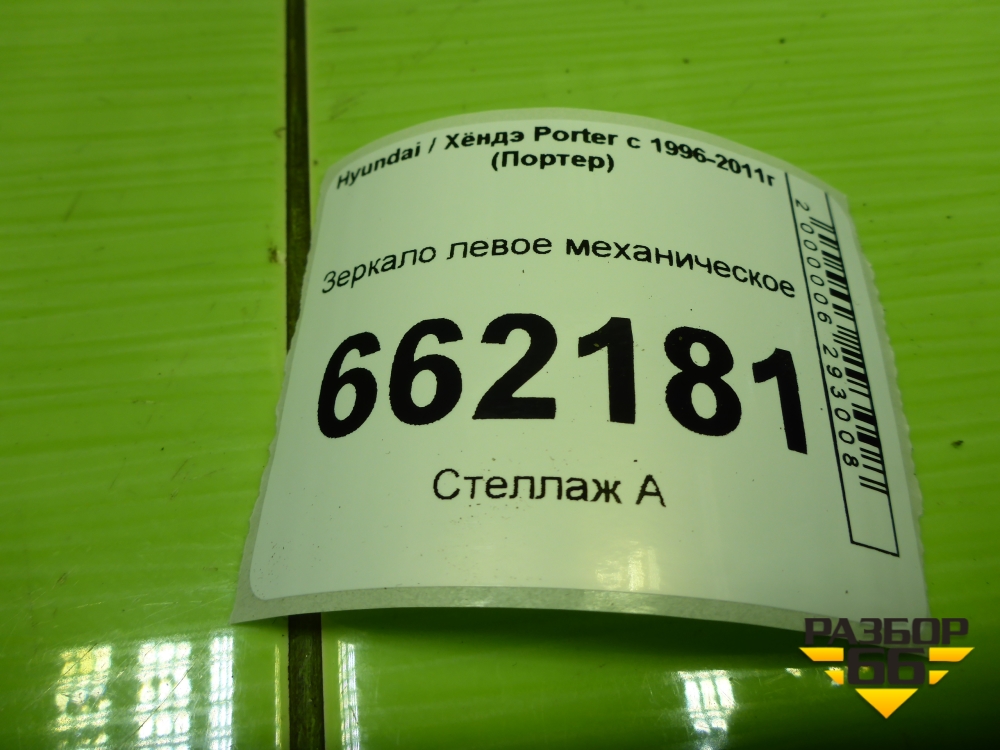 Hyundai / Хёндэ Porter с 1996-2011г
(Портер)
Зеркало левое механическое
662181
Стеллаж А
2000006293008
РАЗБОР
66